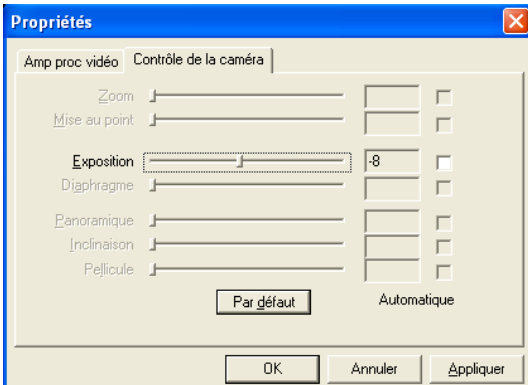 Propriétés
Amp proc vidéo
Contrôle de la caméra
Zoom
Mise au point
Exposition -8
Diaphragme
Panoramique
Inclinaison
Pellicule
Par défaut Automatique
OK Annuler Appliquer